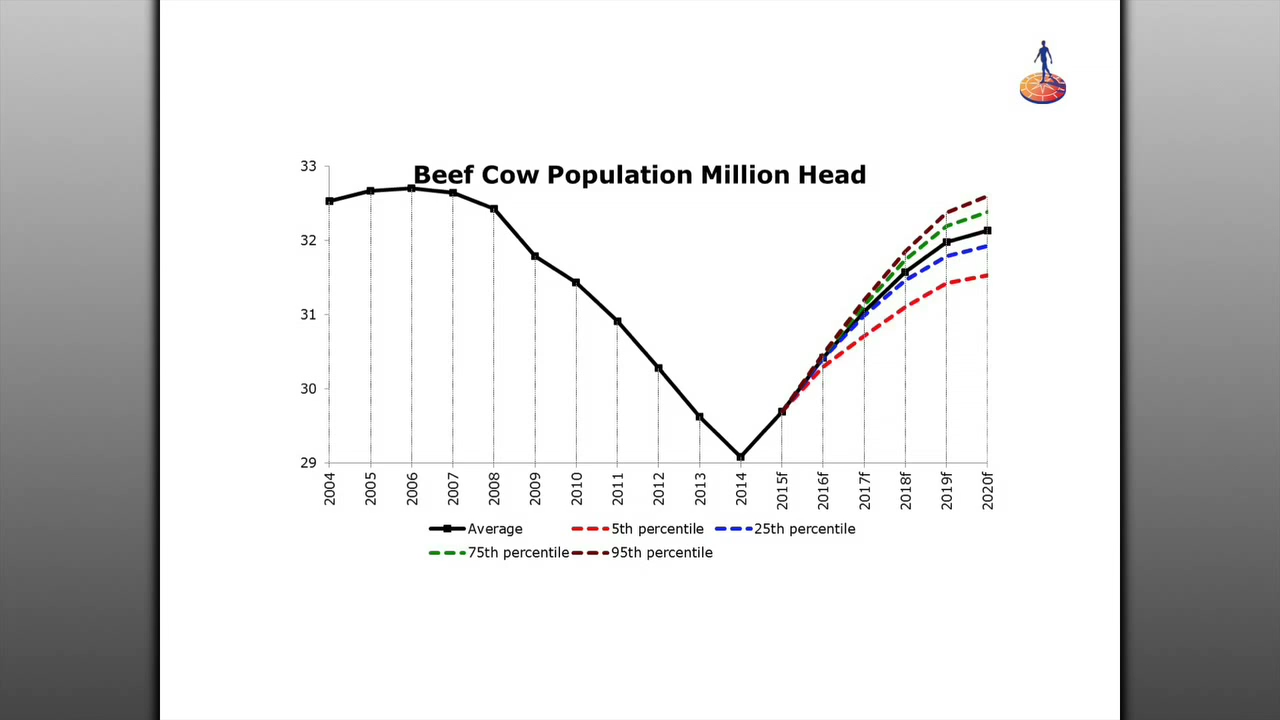 Beef Cow Population Million Head
33
32
31
30
29
2004 2005 2006 2007 2008 2009 2010 2011 2012 2013 2014 2015f 2016f 2017f 2018f 2019f 2020f
Average 5th percentile 25th percentile
75th percentile 95th percentile